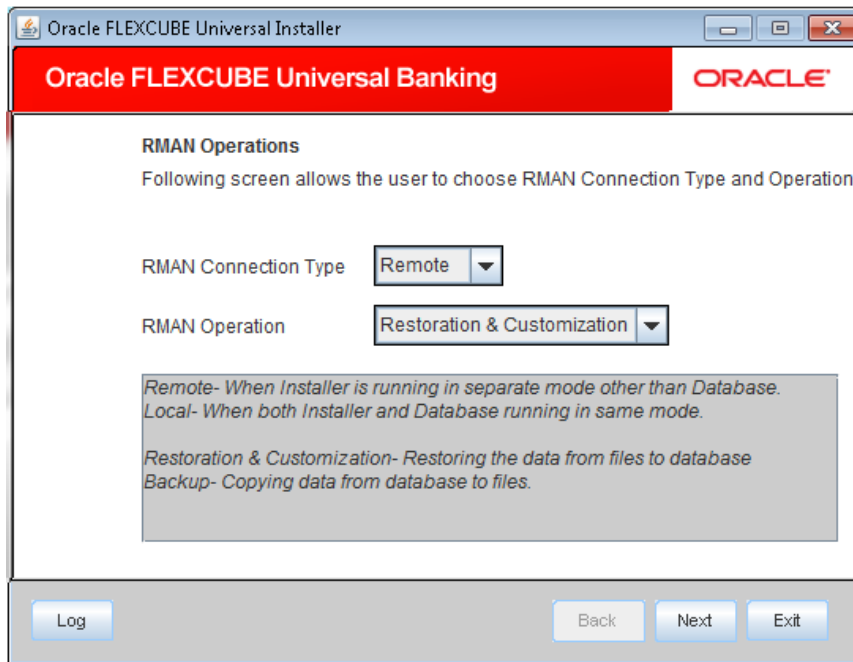 Oracle FLEXCUBE Universal Installer
Oracle FLEXCUBE Universal Banking
ORACLE
RMAN Operations
Following screen allows the user to choose RMAN Connection Type and Operation
RMAN Connection Type
Remote
RMAN Operation
Restoration & Customization
Remote- When Installer is running in separate mode other than Database.
Local- When both Installer and Database running in same mode.
Restoration & Customization- Restoring the data from files to database
Backup- Copying data from database to files.
Log
Back
Next
Exit